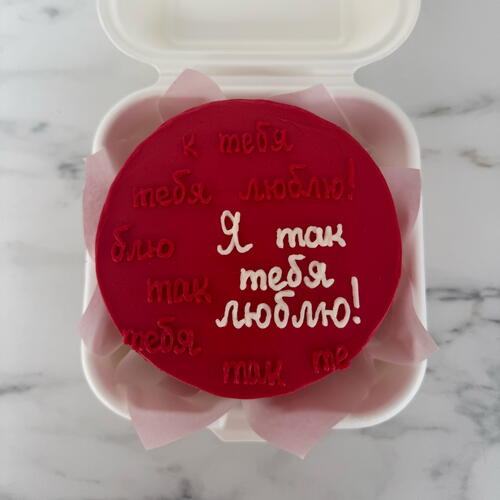 к тебя
тебя люблю!
блю
Я так
так
тебя
люблю!
тебя
так те